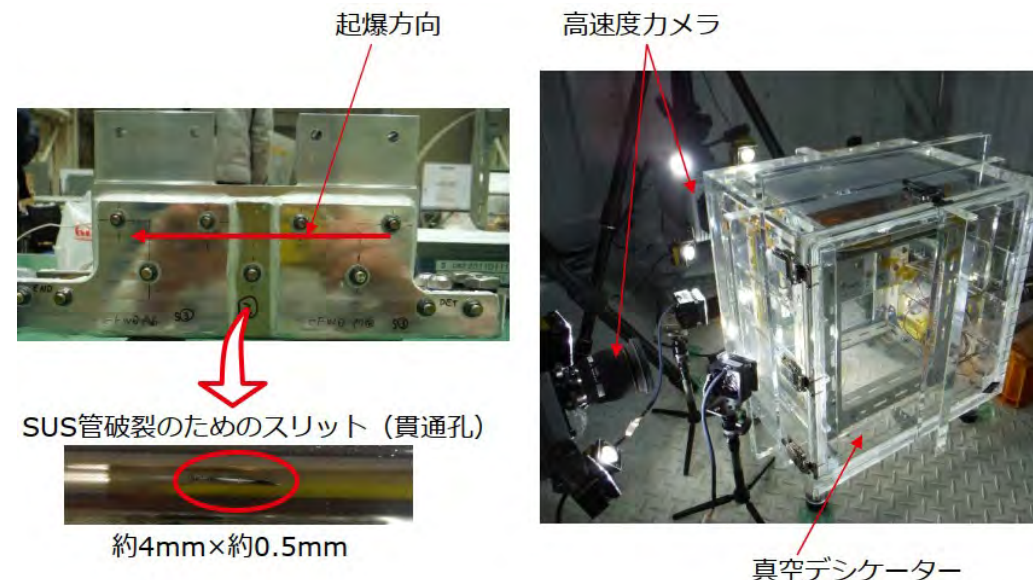 起爆方向
高速度カメラ
END
DET
SUS管破裂のためのスリット（貫通孔）
約4mm×約0.5mm
真空デシケーター